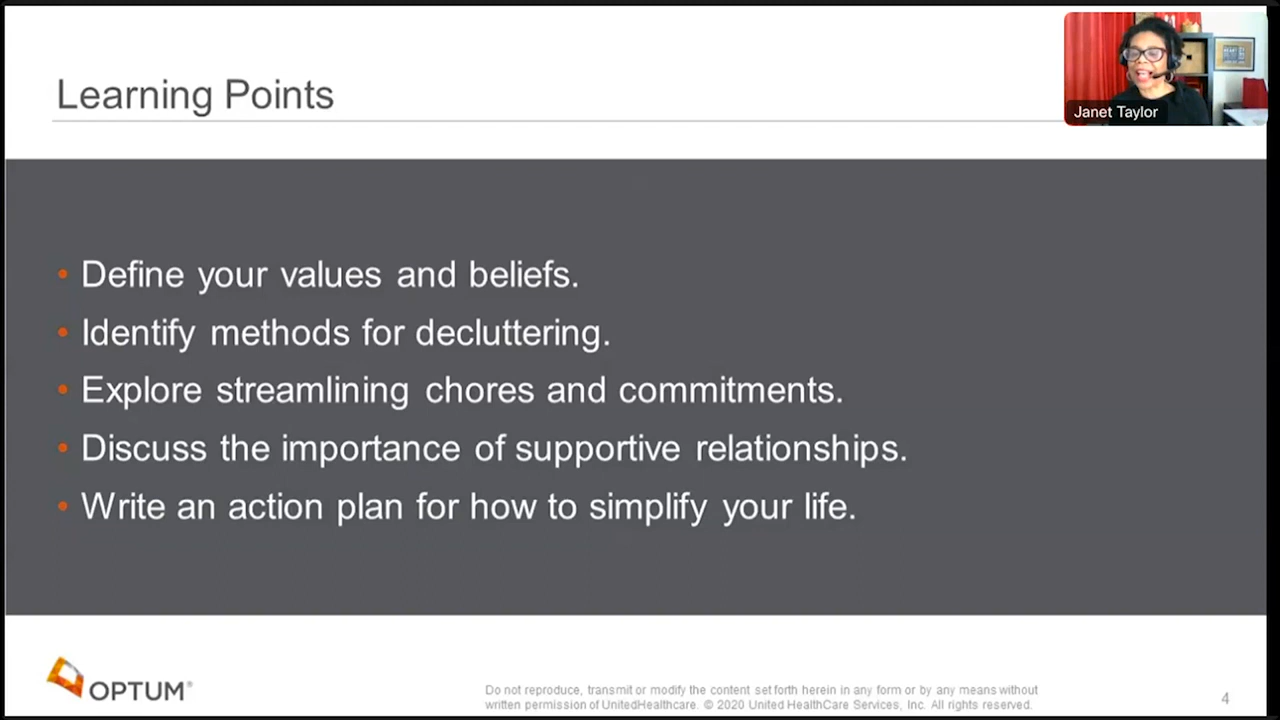 Learning Points
Janet Taylor
• Define your values and beliefs.
• Identify methods for decluttering.
• Explore streamlining chores and commitments.
• Discuss the importance of supportive relationships.
• Write an action plan for how to simplify your life.
OPTUM®
Do not reproduce, transmit or modify the content set forth herein in any form or by any means without
written permission of UnitedHealthcare. © 2020 United HealthCare Services, Inc. All rights reserved.
4